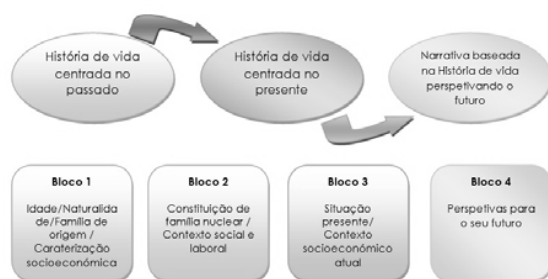 História de vida
centrada no
passado
História de vida
centrada no
presente
Narrativa baseada
na História de vida
perspetivando o
futuro
Bloco 1
Idade/Naturalida
de/Família de
origem /
Caraterização
socioeconómica
Bloco 2
Constituição de
família nuclear /
Contexto social e
laboral
Bloco 3
Situação
presente/
Contexto
socioeconómico
atual
Bloco 4
Perspetivas para
o seu futuro